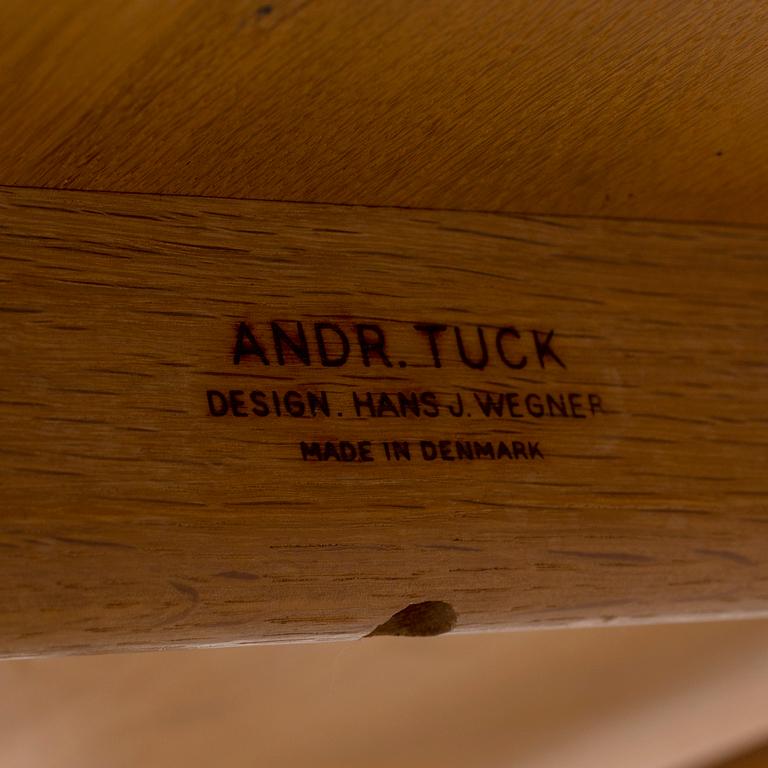 ANDR. TUCK
DESIGN. HANS J. WEGNER
MADE IN DENMARK